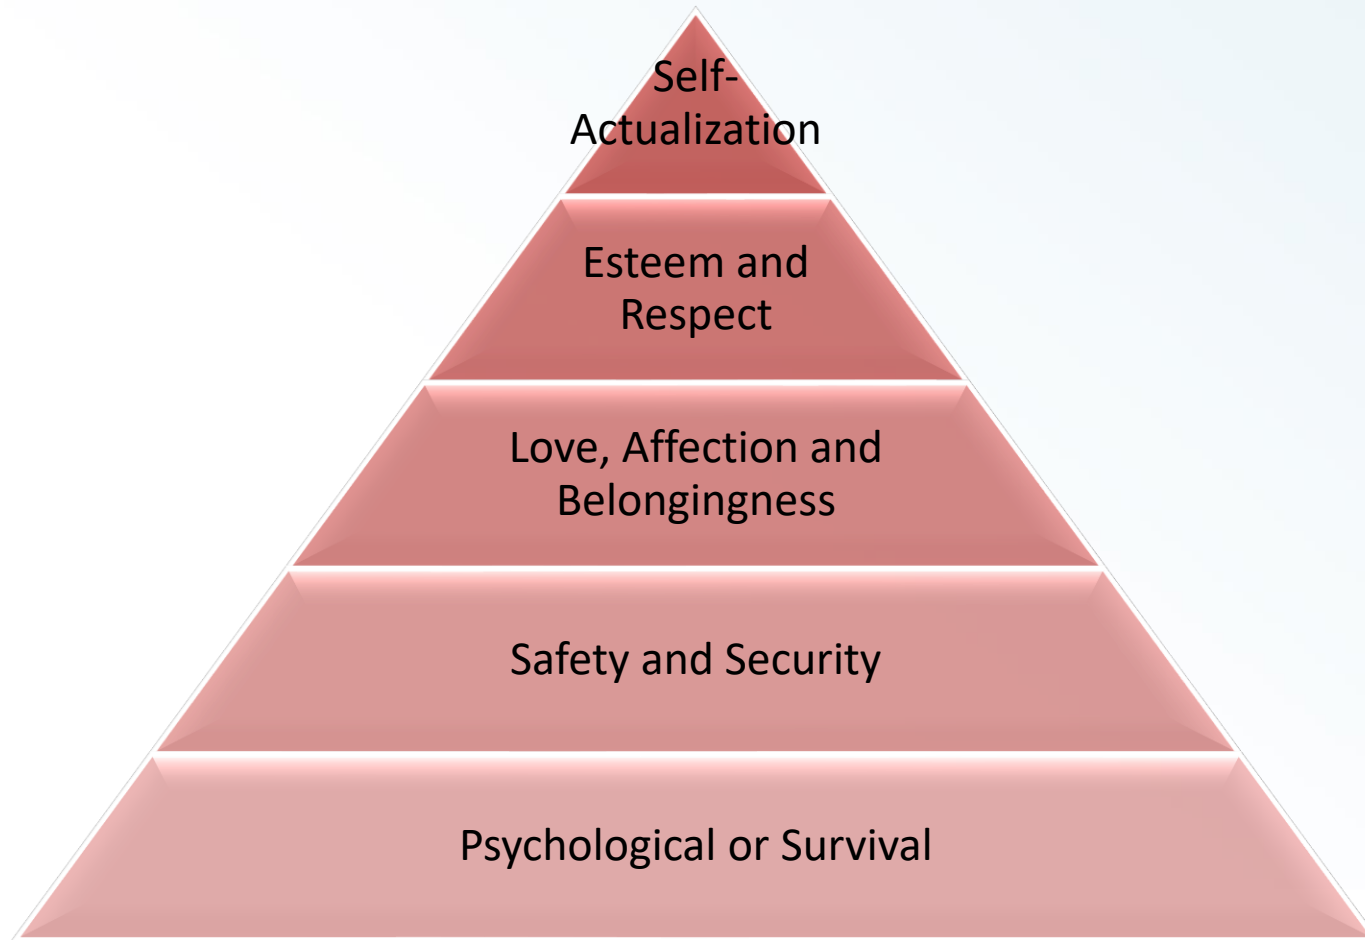 Self-
Actualization
Esteem and
Respect
Love, Affection and
Belongingness
Safety and Security
Psychological or Survival